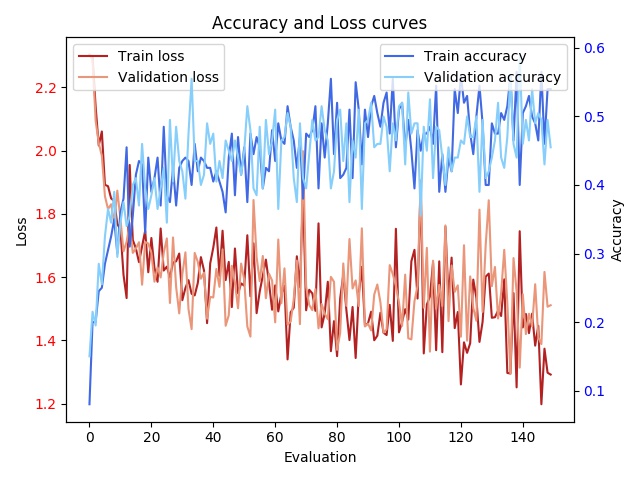 Accuracy and Loss curves
Train loss
Validation loss
Train accuracy
Validation accuracy
2.2
2.0
1.8
1.6
1.4
1.2
Loss
0.6
0.5
0.4
0.3
0.2
0.1
Accuracy
0 20 40 60 80 100 120 140
Evaluation